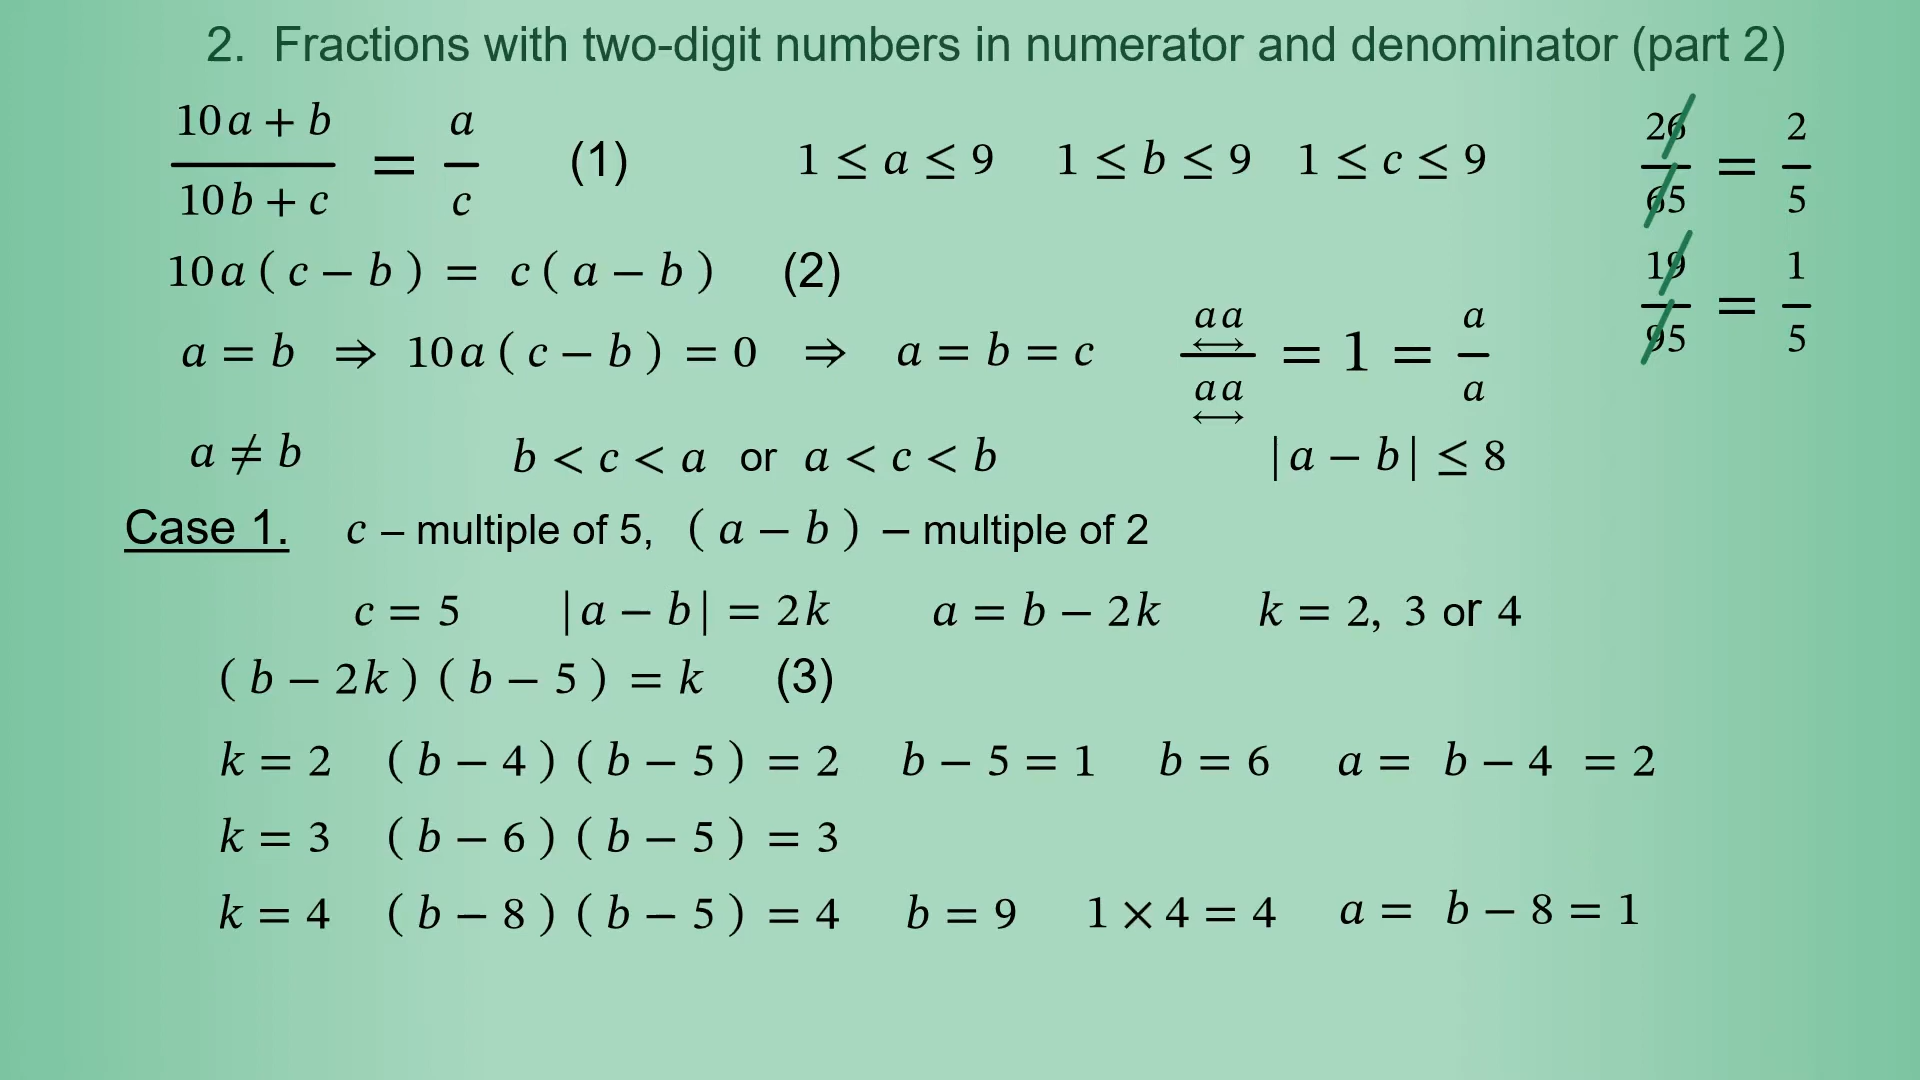 2. Fractions with two-digit numbers in numerator and denominator (part 2)
(10a + b)/(10b + c) = a/c (1) 1 ≤ a ≤ 9 1 ≤ b ≤ 9 1 ≤ c ≤ 9 26/65 = 2/5
10a ( c − b ) = c ( a − b ) (2) 19/95 = 1/5
a = b ⇒ 10a ( c − b ) = 0 ⇒ a = b = c aa/aa = 1 = a/a
a ≠ b b < c < a or a < c < b |a − b| ≤ 8
Case 1. c – multiple of 5, ( a − b ) − multiple of 2
c = 5 |a − b| = 2k a = b − 2k k = 2, 3 or 4
( b − 2k ) ( b − 5 ) = k (3)
k = 2 ( b − 4 ) ( b − 5 ) = 2 b − 5 = 1 b = 6 a = b − 4 = 2
k = 3 ( b − 6 ) ( b − 5 ) = 3
k = 4 ( b − 8 ) ( b − 5 ) = 4 b = 9 1 × 4 = 4 a = b − 8 = 1